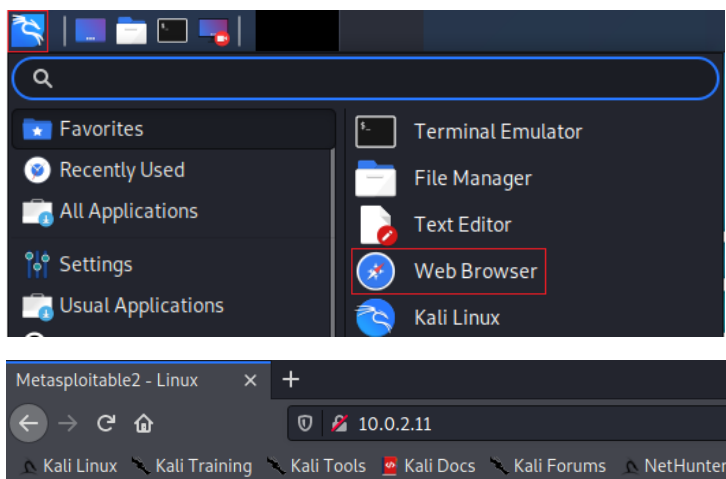 Favorites
Terminal Emulator
Recently Used
File Manager
All Applications
Text Editor
Settings
Web Browser
Usual Applications
Kali Linux
Metasploitable2 - Linux
10.0.2.11
Kali Linux Kali Training Kali Tools Kali Docs Kali Forums NetHunter